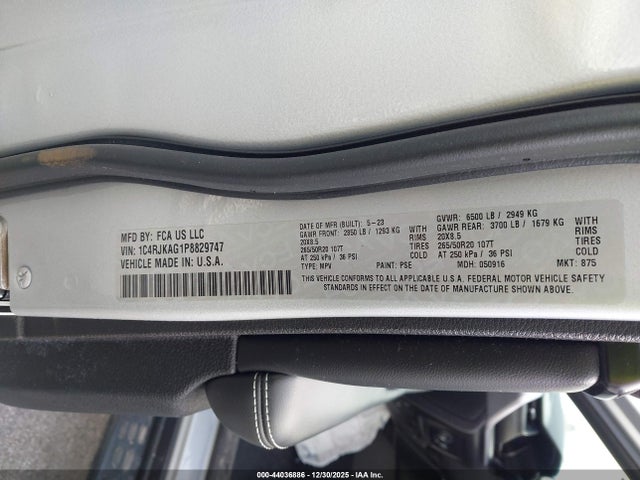 MFD BY: FCA US LLC
VIN: 1C4RJKAG1P8829747
VEHICLE MADE IN: U.S.A.
DATE OF MFR (BUILT): 5-23
GAWR FRONT: 2850 LB / 1293 KG WITH
20X8.5 RIMS
265/50R20 107T TIRES
AT 250 kPa / 36 PSI COLD
TYPE: MPV PAINT: PSE
GVWR: 6500 LB / 2949 KG
GAWR REAR: 3700 LB / 1679 KG WITH
20X8.5 RIMS
265/50R20 107T TIRES
AT 250 kPa / 36 PSI COLD
MDH: 050916 MKT: 875
THIS VEHICLE CONFORMS TO ALL APPLICABLE U.S.A. FEDERAL MOTOR VEHICLE SAFETY
STANDARDS IN EFFECT ON THE DATE OF MANUFACTURE SHOWN ABOVE.
000-44036886 - 12/30/2025 - IAA Inc.